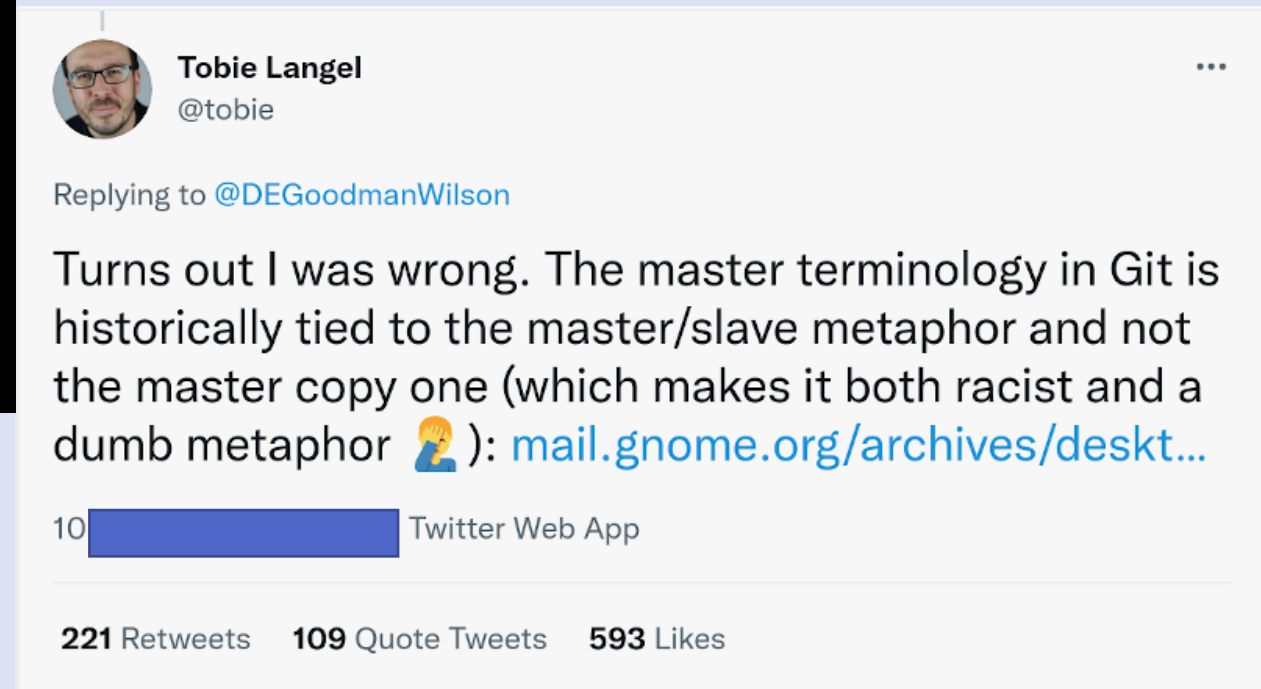 Tobie Langel
@tobie
Replying to @DEGoodmanWilson
Turns out I was wrong. The master terminology in Git is
historically tied to the master/slave metaphor and not
the master copy one (which makes it both racist and a
dumb metaphor 🤦‍♂️): mail.gnome.org/archives/deskt…
10 Twitter Web App
221 Retweets 109 Quote Tweets 593 Likes